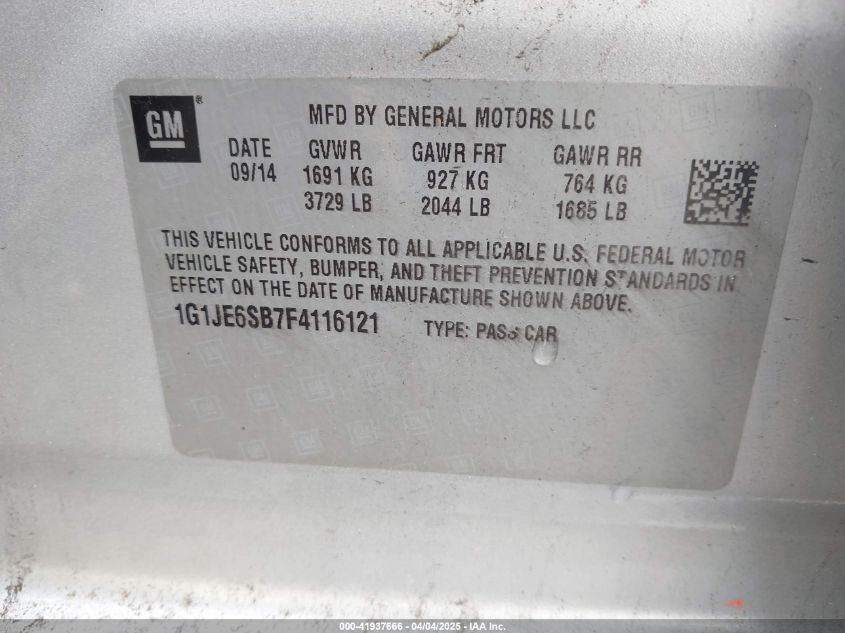 GM®
MFD BY GENERAL MOTORS LLC
DATE GVWR GAWR FRT GAWR RR
09/14 1691 KG 927 KG 764 KG
3729 LB 2044 LB 1685 LB
THIS VEHICLE CONFORMS TO ALL APPLICABLE U.S. FEDERAL MOTOR
VEHICLE SAFETY, BUMPER, AND THEFT PREVENTION STANDARDS IN
EFFECT ON THE DATE OF MANUFACTURE SHOWN ABOVE.
1G1JE6SB7F4116121 TYPE: PASS CAR
000-41937666 - 04/04/2025 - IAA Inc.